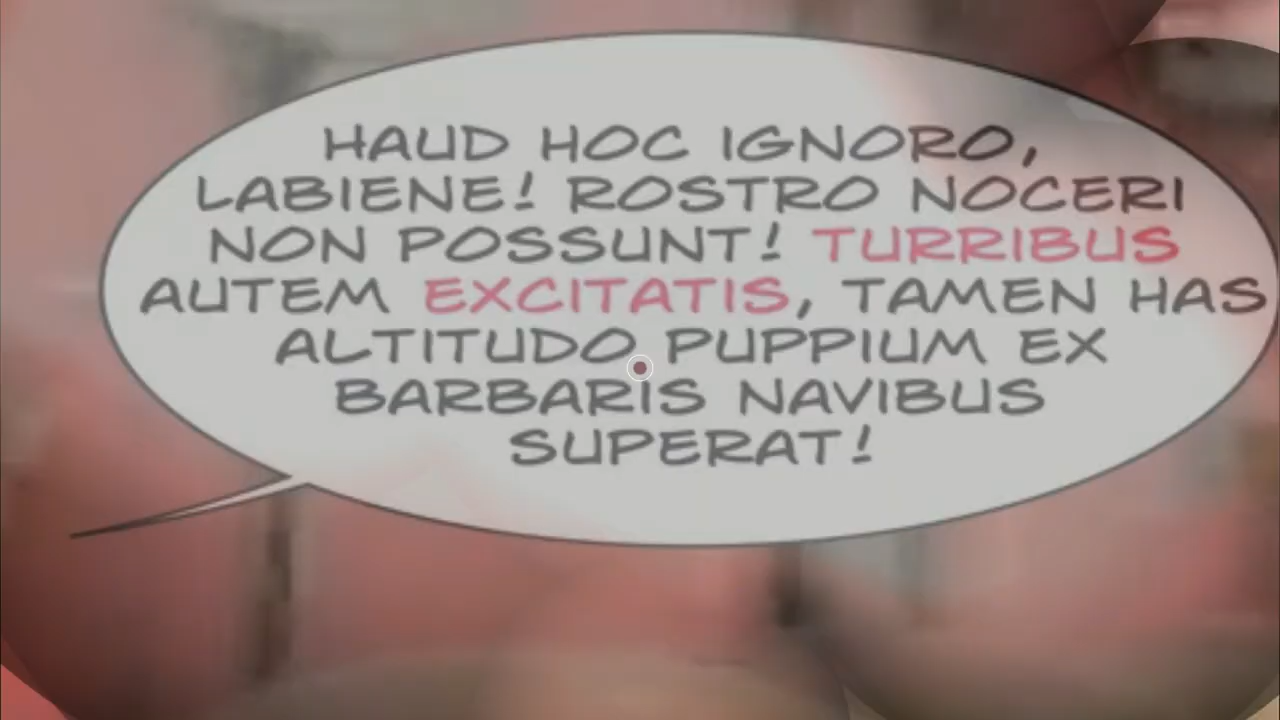 HAUD HOC IGNORO,
LABIENE! ROSTRO NOCERI
NON POSSUNT! TURRIBUS
AUTEM EXCITATIS, TAMEN HAS
ALTITUDO PUPPIUM EX
BARBARIS NAVIBUS
SUPERAT!